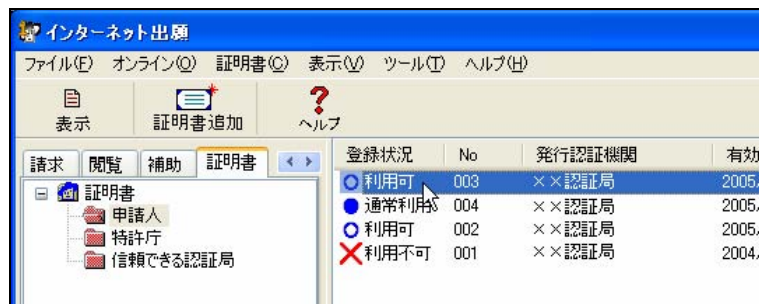 インターネット出願
ファイル(F) オンライン(O) 証明書(C) 表示(V) ツール(T) ヘルプ(H)
表示 証明書追加 ヘルプ
請求 閲覧 補助 証明書
証明書
申請人
特許庁
信頼できる認証局
登録状況 No 発行認証機関 有効
利用可 003 ××認証局 2005
通常利用 004 ××認証局 2005
利用可 002 ××認証局 2005
利用不可 001 ××認証局 2004